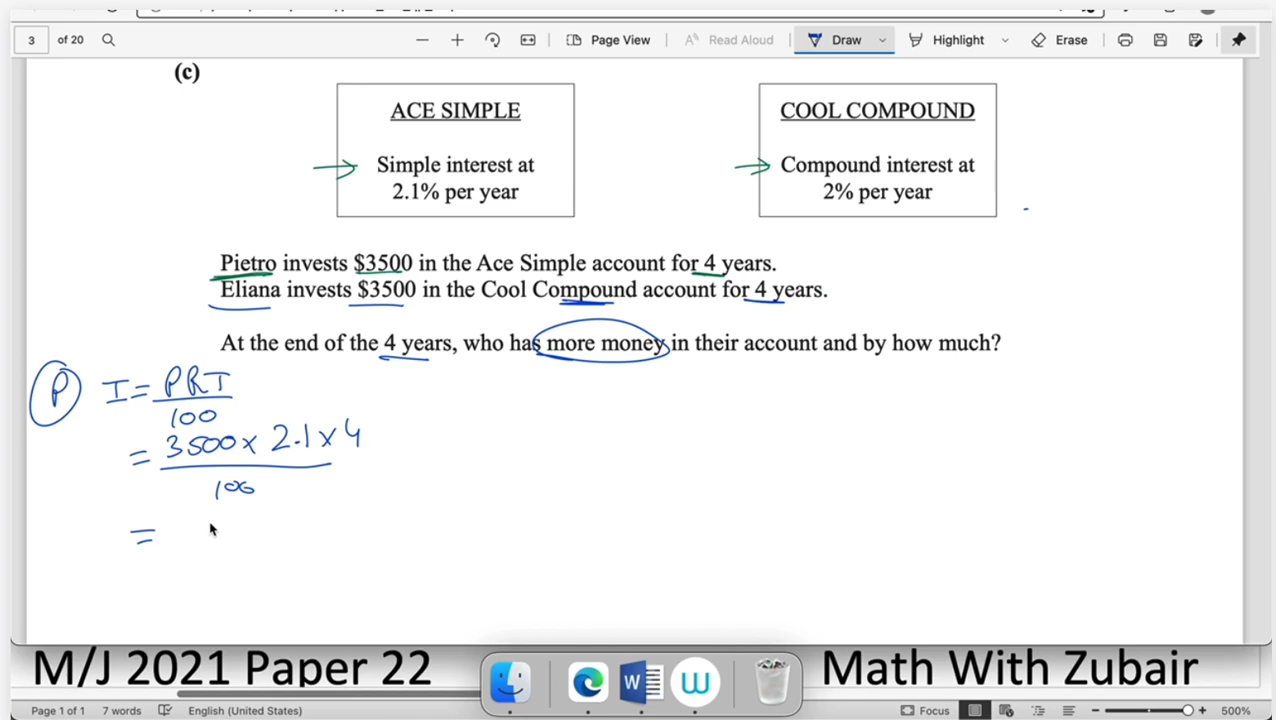 3 of 20 Page View Read Aloud Draw Highlight Erase
(c)
ACE SIMPLE
Simple interest at
2.1% per year
COOL COMPOUND
Compound interest at
2% per year
Pietro invests $3500 in the Ace Simple account for 4 years.
Eliana invests $3500 in the Cool Compound account for 4 years.
At the end of the 4 years, who has more money in their account and by how much?
P I = PRT
100
= 3500 x 2.1 x 4
100
=
M/J 2021 Paper 22
Math With Zubair
W
Page 1 of 1 7 words English (United States) Focus 500%